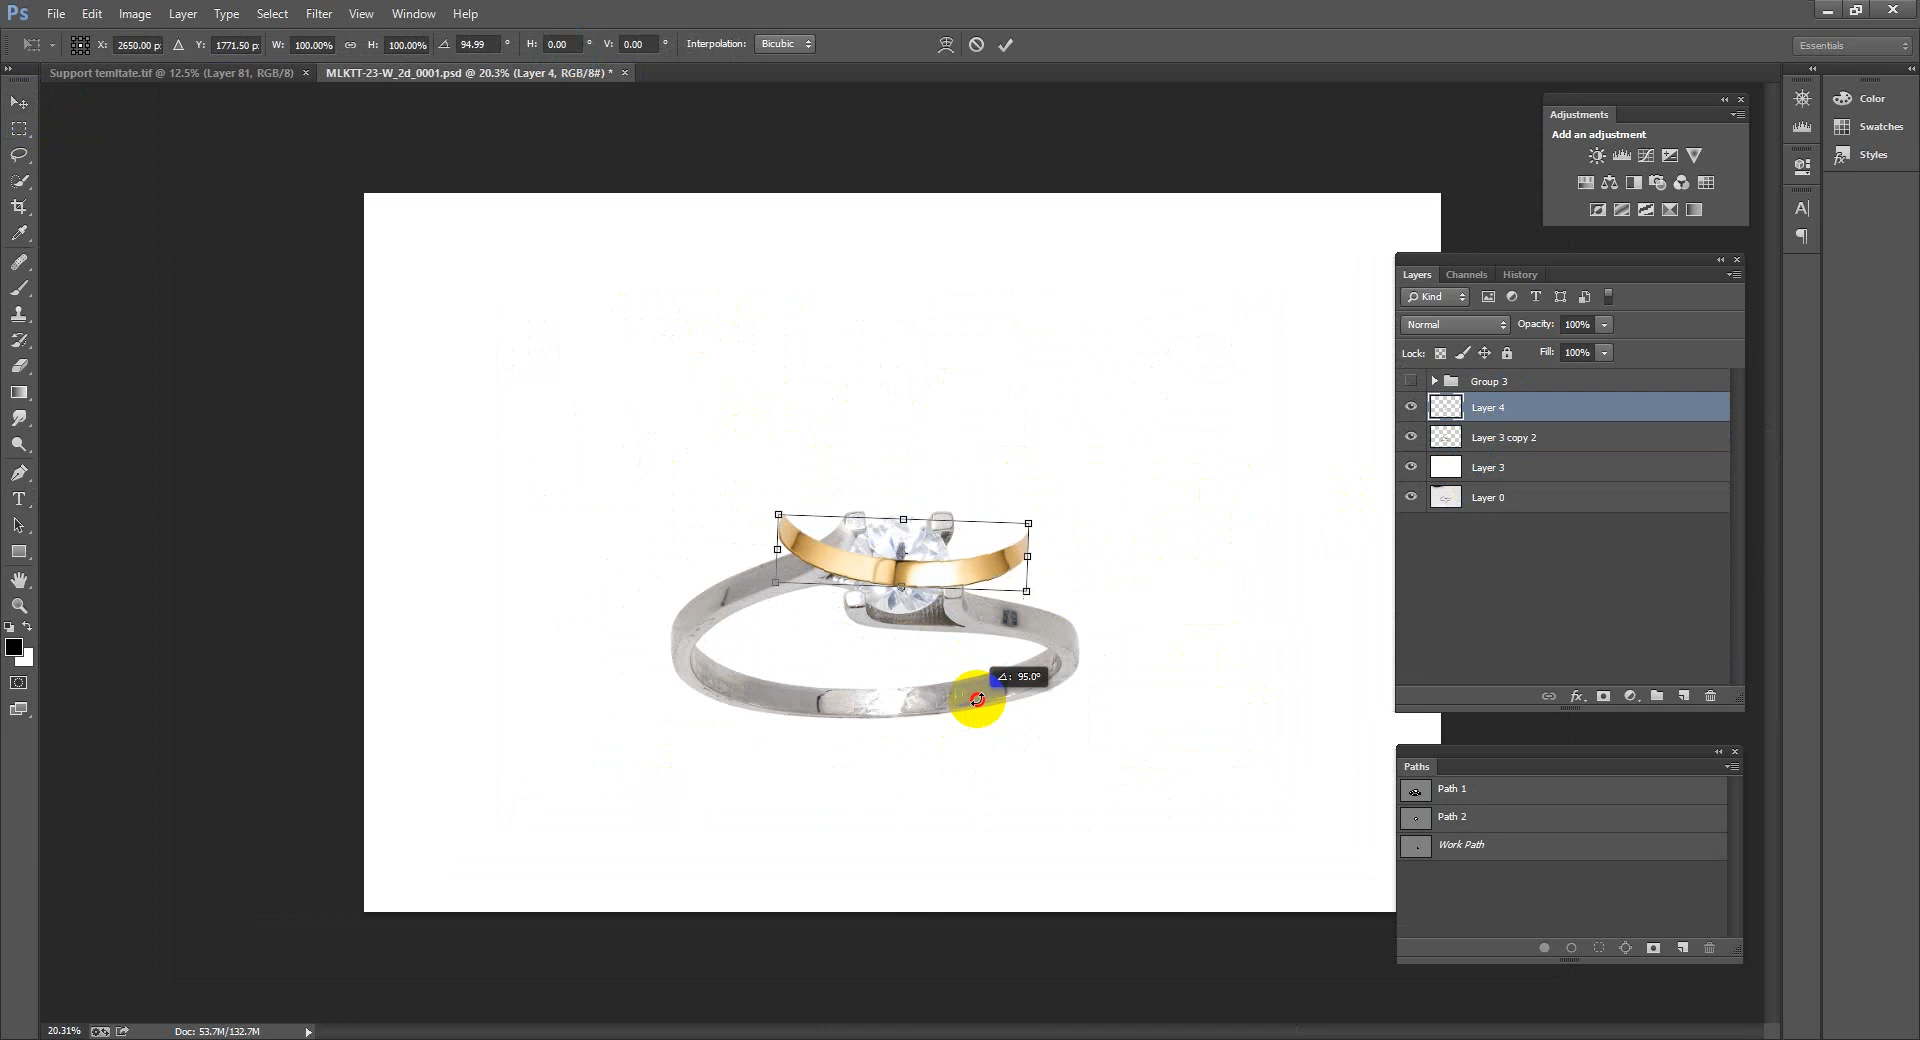 Ps File Edit Image Layer Type Select Filter View Window Help
X: 2650.00 p: Y: 1771.50 p: W: 100.00% H: 100.00% 94.99 ° H: 0.00 ° V: 0.00 ° Interpolation: Bicubic Essentials
Support temltate.tif @ 12.5% (Layer 81, RGB/8) × MLKTT-23-W_2d_0001.psd @ 20.3% (Layer 4, RGB/8#) * ×
Adjustments
Add an adjustment
Color
Swatches
Styles
Layers Channels History
Kind
Normal Opacity: 100%
Lock: Fill: 100%
Group 3
Layer 4
Layer 3 copy 2
Layer 3
Layer 0
95.0°
Paths
Path 1
Path 2
Work Path
20.31% Doc: 53.7M/132.7M